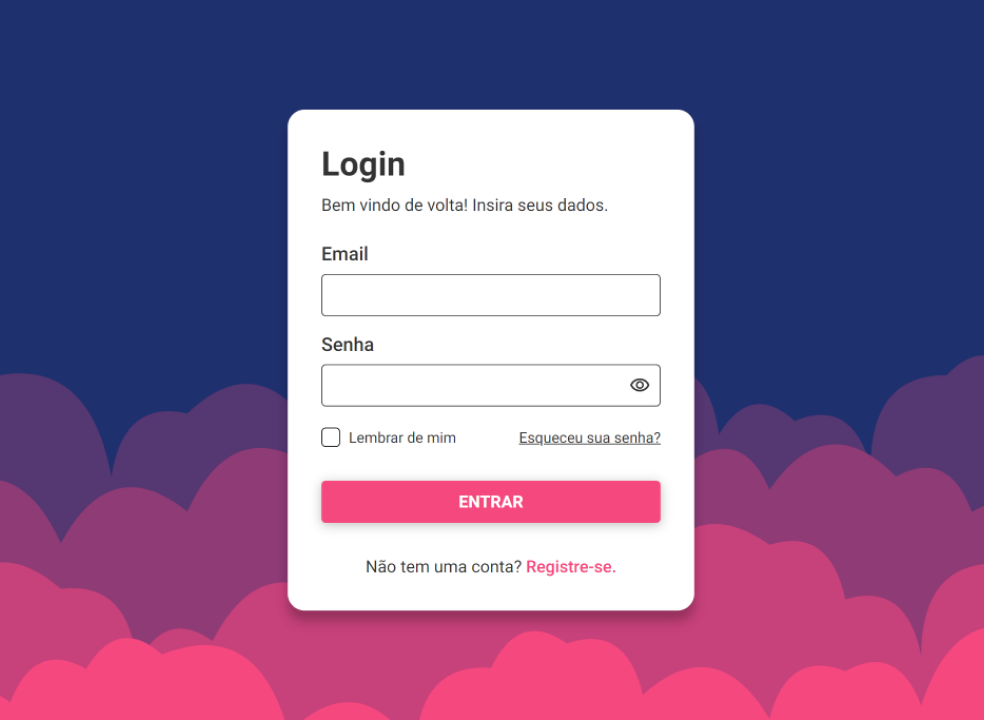 Login
Bem vindo de volta! Insira seus dados.
Email
Senha
Lembrar de mim Esqueceu sua senha?
ENTRAR
Não tem uma conta? Registre-se.